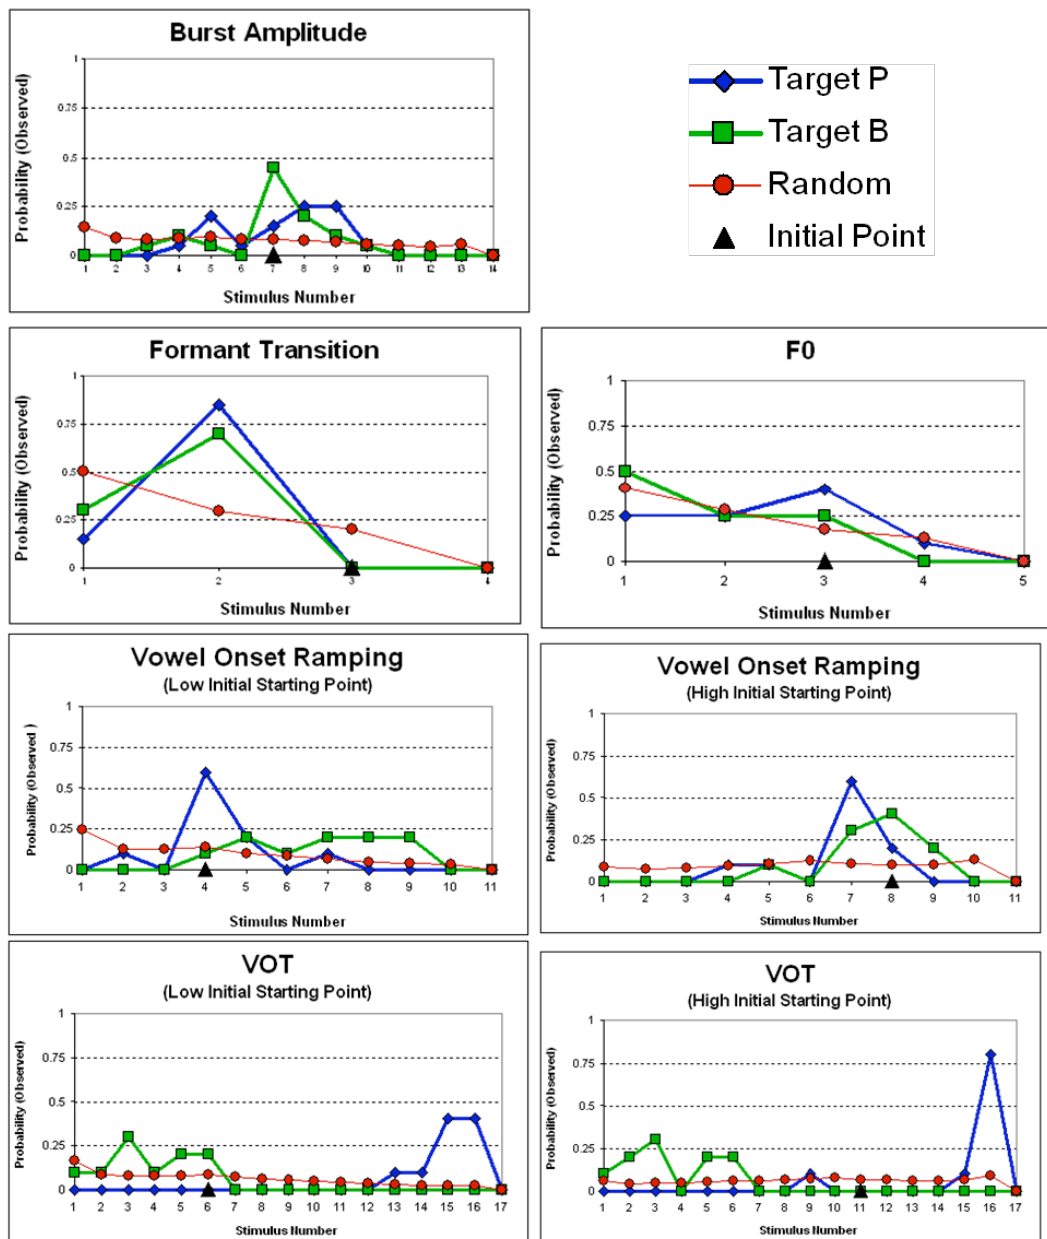 Burst Amplitude
Probability (Observed)
1
0.75
0.5
0.25
0
1 2 3 4 5 6 7 8 9 10 11 12 13 14
Stimulus Number
Target P
Target B
Random
Initial Point
Formant Transition
Probability (Observed)
1
0.75
0.5
0.25
0
1 2 3 4
Stimulus Number
F0
Probability (Observed)
1
0.75
0.5
0.25
0
1 2 3 4 5
Stimulus Number
Vowel Onset Ramping
(Low Initial Starting Point)
Probability (Observed )
1
0.75
0.5
0.25
0
1 2 3 4 5 6 7 8 9 10 11
Stimulus Number
Vowel Onset Ramping
(High Initial Starting Point)
Probability (Observed)
1
0.75
0.5
0.25
0
1 2 3 4 5 6 7 8 9 10 11
Stimulus Number
VOT
(Low Initial Starting Point)
Probability (Observed)
1
0.75
0.5
0.25
0
1 2 3 4 5 6 7 8 9 10 11 12 13 14 15 16 17
Stimulus Number
VOT
(High Initial Starting Point)
Probability (Observed)
1
0.75
0.5
0.25
0
1 2 3 4 5 6 7 8 9 10 11 12 13 14 15 16 17
Stimulus Number